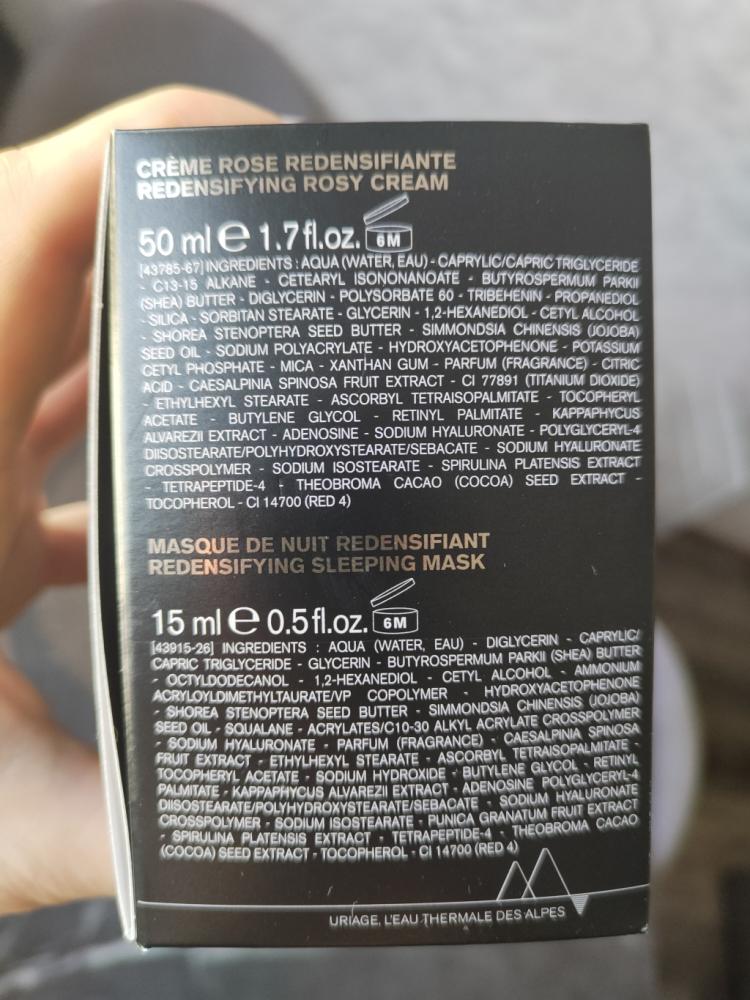 CRÈME ROSE REDENSIFIANTE
REDENSIFYING ROSY CREAM
50 ml e 1.7 fl.oz. 6M
[43785-67] INGREDIENTS : AQUA (WATER, EAU) - CAPRYLIC/CAPRIC TRIGLYCERIDE
- C13-15 ALKANE - CETEARYL ISONONANOATE - BUTYROSPERMUM PARKII
(SHEA) BUTTER - DIGLYCERIN - POLYSORBATE 60 - TRIBEHENIN - PROPANEDIOL
- SILICA - SORBITAN STEARATE - GLYCERIN - 1,2-HEXANEDIOL - CETYL ALCOHOL
- SHOREA STENOPTERA SEED BUTTER - SIMMONDSIA CHINENSIS (JOJOBA)
SEED OIL - SODIUM POLYACRYLATE - HYDROXYACETOPHENONE - POTASSIUM
CETYL PHOSPHATE - MICA - XANTHAN GUM - PARFUM (FRAGRANCE) - CITRIC
ACID - CAESALPINIA SPINOSA FRUIT EXTRACT - CI 77891 (TITANIUM DIOXIDE)
- ETHYLHEXYL STEARATE - ASCORBYL TETRAISOPALMITATE - TOCOPHERYL
ACETATE - BUTYLENE GLYCOL - RETINYL PALMITATE - KAPPAPHYCUS
ALVAREZII EXTRACT - ADENOSINE - SODIUM HYALURONATE - POLYGLYCERYL-4
DIISOSTEARATE/POLYHYDROXYSTEARATE/SEBACATE - SODIUM HYALURONATE
CROSSPOLYMER - SODIUM ISOSTEARATE - SPIRULINA PLATENSIS EXTRACT
- TETRAPEPTIDE-4 - THEOBROMA CACAO (COCOA) SEED EXTRACT -
TOCOPHEROL - CI 14700 (RED 4)
MASQUE DE NUIT REDENSIFIANT
REDENSIFYING SLEEPING MASK
15 ml e 0.5 fl.oz. 6M
[43915-26] INGREDIENTS : AQUA (WATER, EAU) - DIGLYCERIN - CAPRYLIC/
CAPRIC TRIGLYCERIDE - GLYCERIN - BUTYROSPERMUM PARKII (SHEA) BUTTER
- OCTYLDODECANOL - 1,2-HEXANEDIOL - CETYL ALCOHOL - AMMONIUM
ACRYLOYLDIMETHYLTAURATE/VP COPOLYMER - HYDROXYACETOPHENONE
- SHOREA STENOPTERA SEED BUTTER - SIMMONDSIA CHINENSIS (JOJOBA)
SEED OIL - SQUALANE - ACRYLATES/C10-30 ALKYL ACRYLATE CROSSPOLYMER
- SODIUM HYALURONATE - PARFUM (FRAGRANCE) - CAESALPINIA SPINOSA
FRUIT EXTRACT - ETHYLHEXYL STEARATE - ASCORBYL TETRAISOPALMITATE -
TOCOPHERYL ACETATE - SODIUM HYDROXIDE - BUTYLENE GLYCOL - RETINYL
PALMITATE - KAPPAPHYCUS ALVAREZII EXTRACT - ADENOSINE POLYGLYCERYL-4
DIISOSTEARATE/POLYHYDROXYSTEARATE/SEBACATE - SODIUM HYALURONATE
CROSSPOLYMER - SODIUM ISOSTEARATE - PUNICA GRANATUM FRUIT EXTRACT
- SPIRULINA PLATENSIS EXTRACT - TETRAPEPTIDE-4 - THEOBROMA CACAO
(COCOA) SEED EXTRACT - TOCOPHEROL - CI 14700 (RED 4)
URIAGE, L'EAU THERMALE DES ALPES